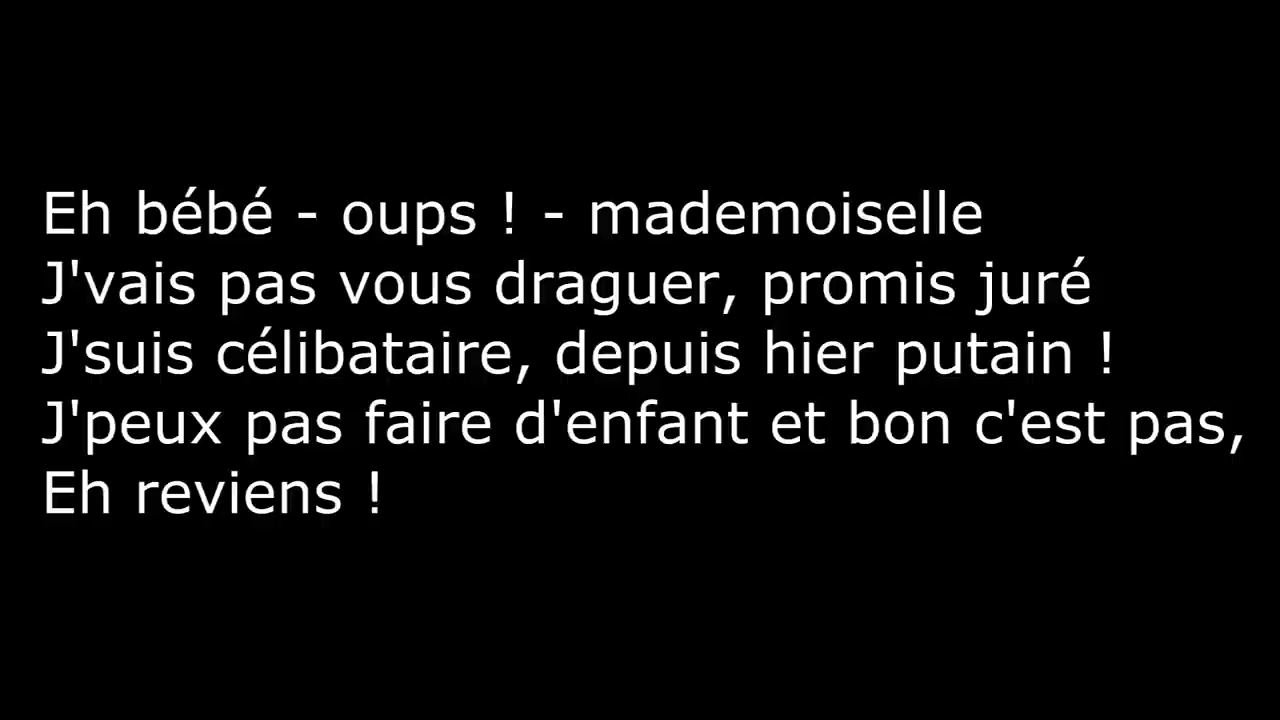 Eh bébé - oups ! - mademoiselle
J'vais pas vous draguer, promis juré
J'suis célibataire, depuis hier putain !
J'peux pas faire d'enfant et bon c'est pas,
Eh reviens !